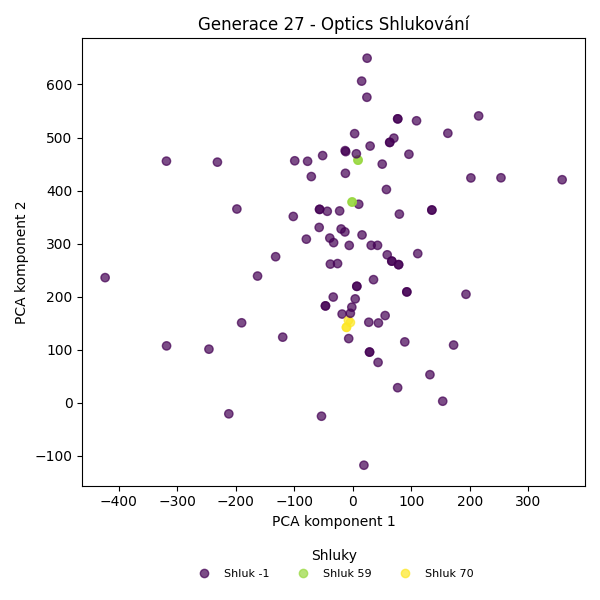 Generace 27 - Optics Shlukování
600
500
400
300
200
100
0
−100
PCA komponent 2
−400 −300 −200 −100 0 100 200 300
PCA komponent 1
Shluky
Shluk -1 Shluk 59 Shluk 70